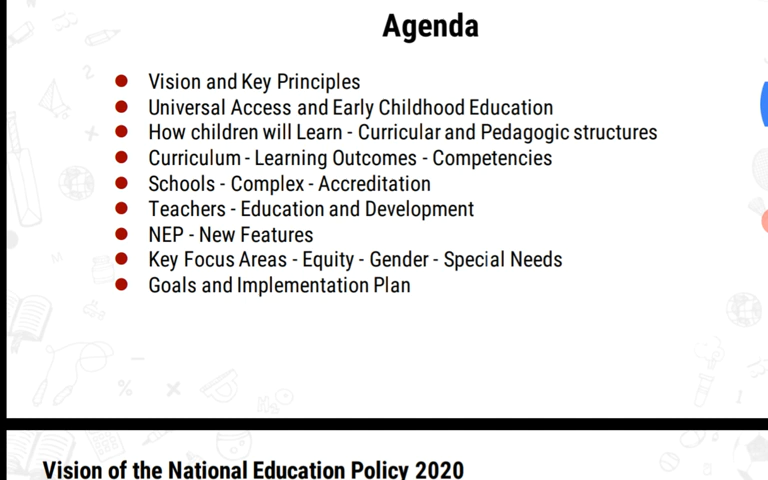 Agenda
Vision and Key Principles
Universal Access and Early Childhood Education
How children will Learn - Curricular and Pedagogic structures
Curriculum - Learning Outcomes - Competencies
Schools - Complex - Accreditation
Teachers - Education and Development
NEP - New Features
Key Focus Areas - Equity - Gender - Special Needs
Goals and Implementation Plan
Vision of the National Education Policy 2020